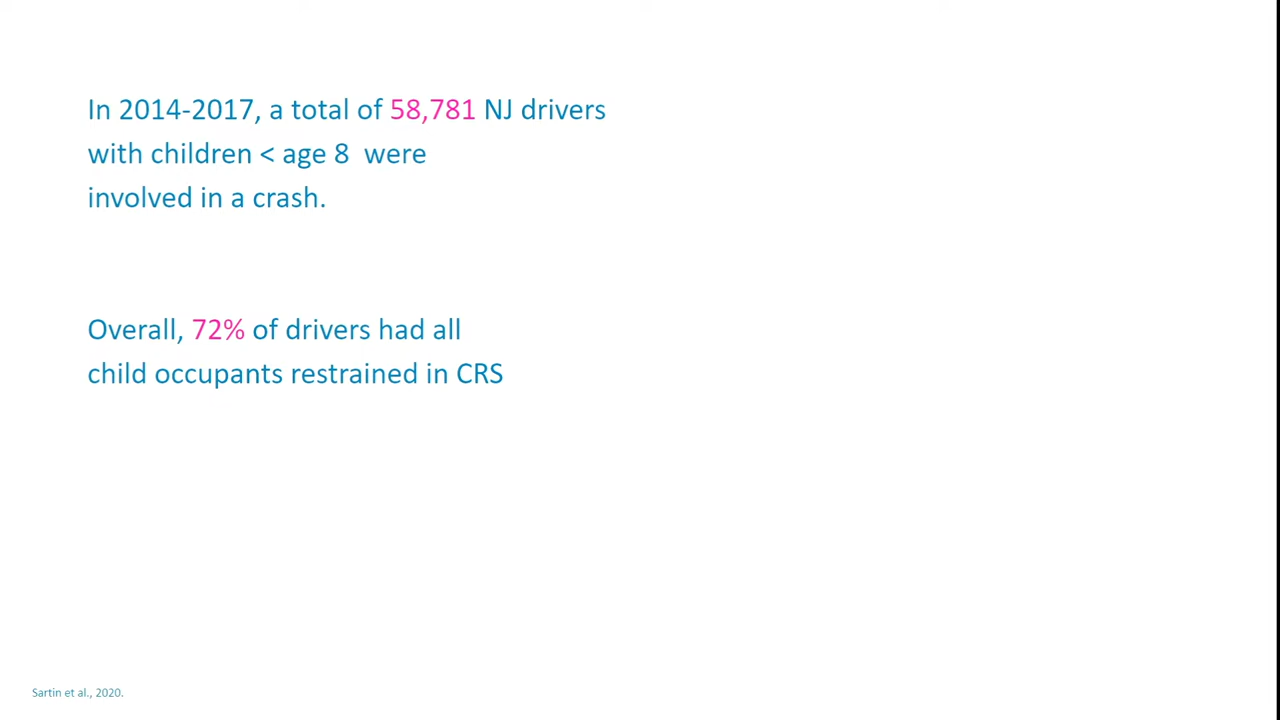 In 2014-2017, a total of 58,781 NJ drivers
with children < age 8  were
involved in a crash.
Overall, 72% of drivers had all
child occupants restrained in CRS
Sartin et al., 2020.